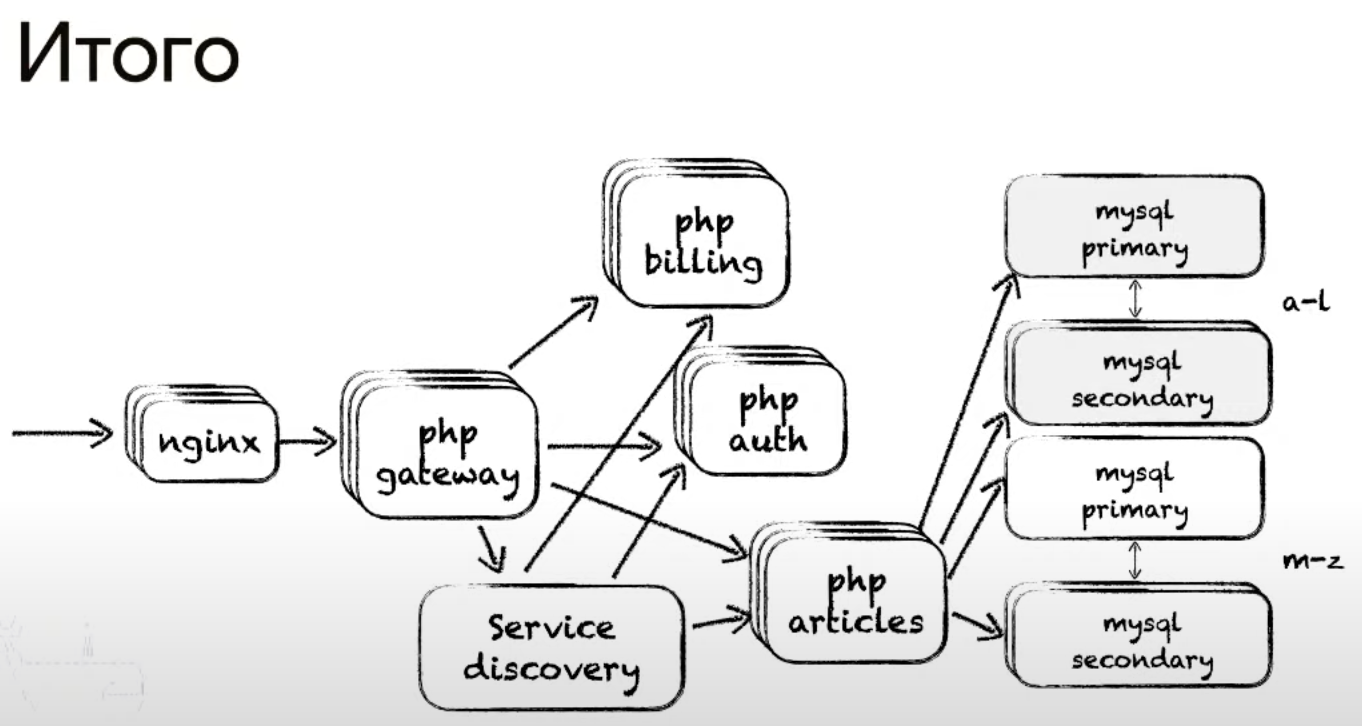 Итого
nginx
php
gateway
php
billing
php
auth
Service
discovery
php
articles
mysql
primary
mysql
secondary
a-l
mysql
primary
mysql
secondary
m-z